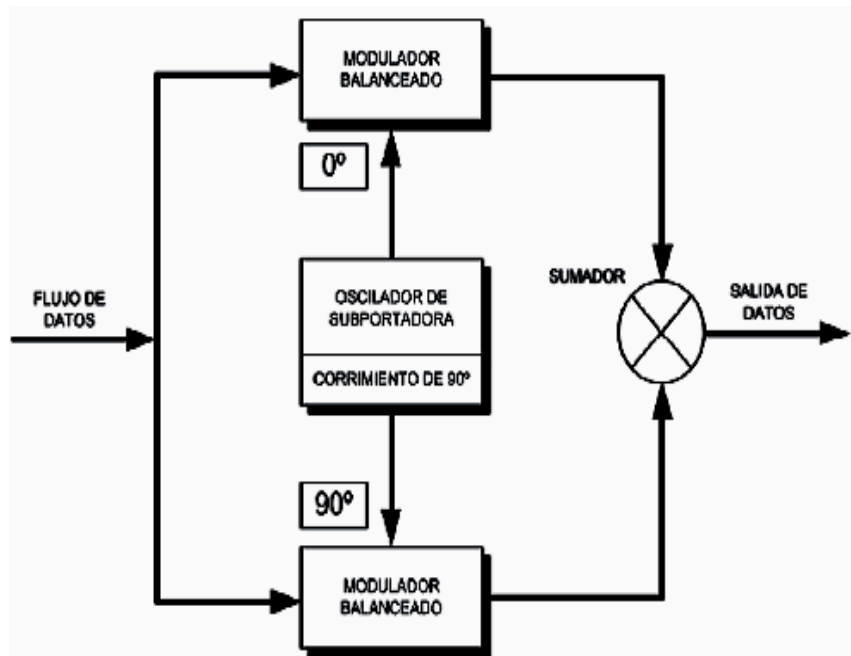 MODULADOR
BALANCEADO
0º
FLUJO DE
DATOS
OSCILADOR DE
SUBPORTADORA
CORRIMIENTO DE 90º
SUMADOR
SALIDA DE
DATOS
90º
MODULADOR
BALANCEADO